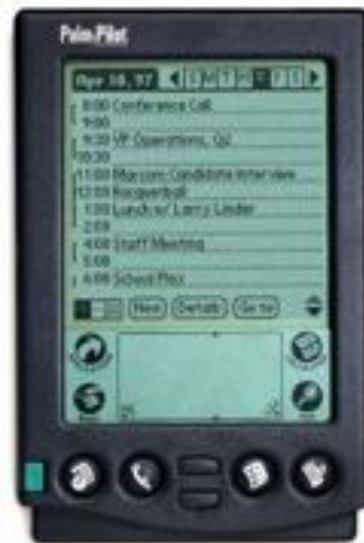 PalmPilot
Apr 10, 97 S M T W T F S
8:00 Conference Call
9:00
9:30 VP Operations, Q2
10:30
11:00 Marcom Candidate Interview
12:00 Racquetball
1:00 Lunch w/ Larry Linder
2:00
4:00 Staff Meeting
5:00
6:00 School Play
New Details Go to